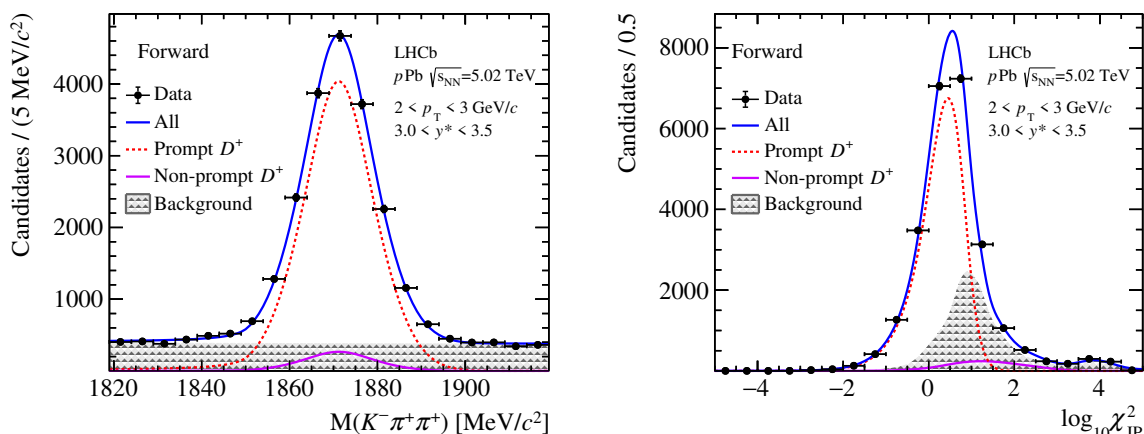 Candidates / (5 MeV/c²)
4000
3000
2000
1000
Forward
Data
All
Prompt D⁺
Non-prompt D⁺
Background
LHCb
pPb √sNN=5.02 TeV
2 < pT < 3 GeV/c
3.0 < y* < 3.5
1820 1840 1860 1880 1900
M(K⁻π⁺π⁺) [MeV/c²]
Candidates / 0.5
8000
6000
4000
2000
Forward
Data
All
Prompt D⁺
Non-prompt D⁺
Background
LHCb
pPb √sNN=5.02 TeV
2 < pT < 3 GeV/c
3.0 < y* < 3.5
−4 −2 0 2 4
log₁₀χ²IP